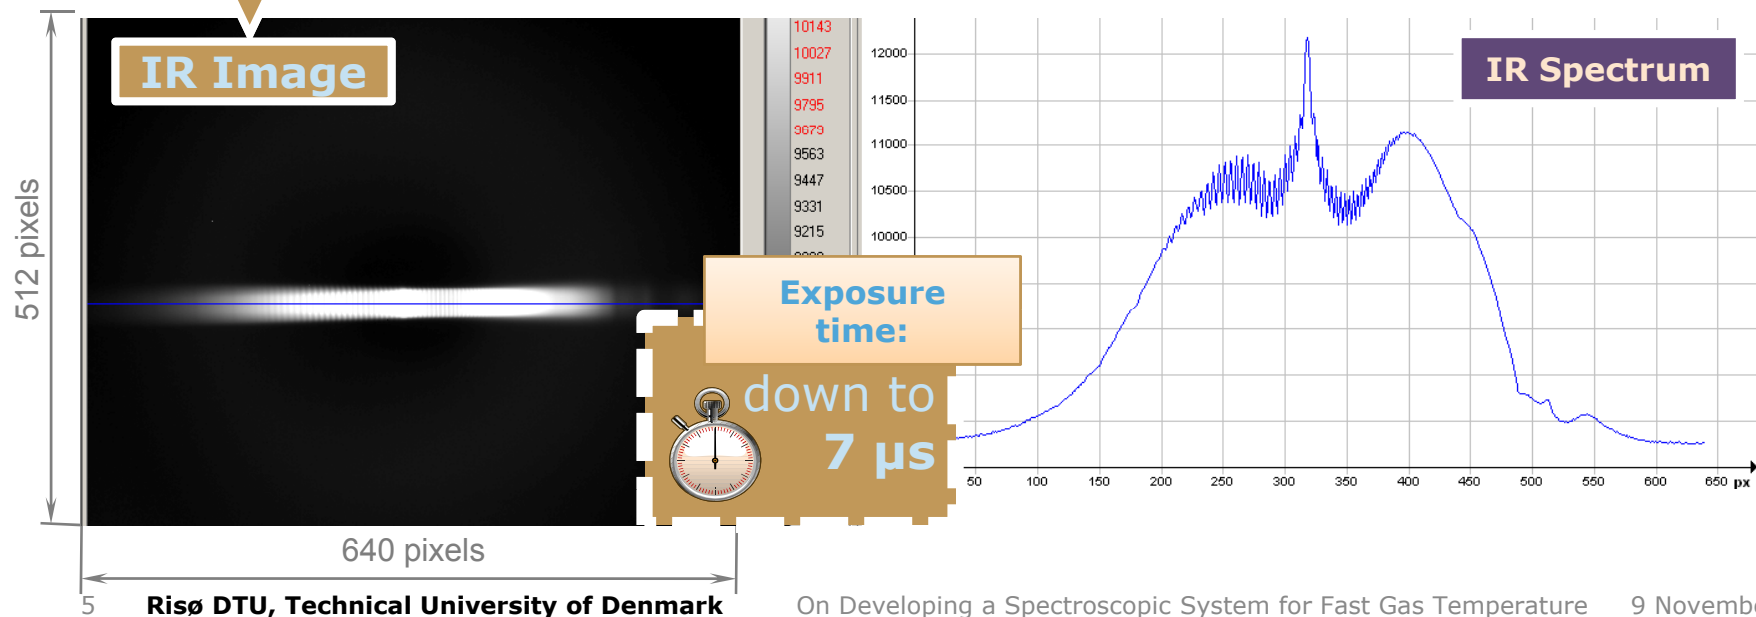 IR Image
512 pixels
640 pixels
10143
10027
9911
9795
9679
9563
9447
9331
9215
Exposure
time:
down to
7 µs
IR Spectrum
12000
11500
11000
10500
10000
50 100 150 200 250 300 350 400 450 500 550 600 650 px
5 Risø DTU, Technical University of Denmark On Developing a Spectroscopic System for Fast Gas Temperature 9